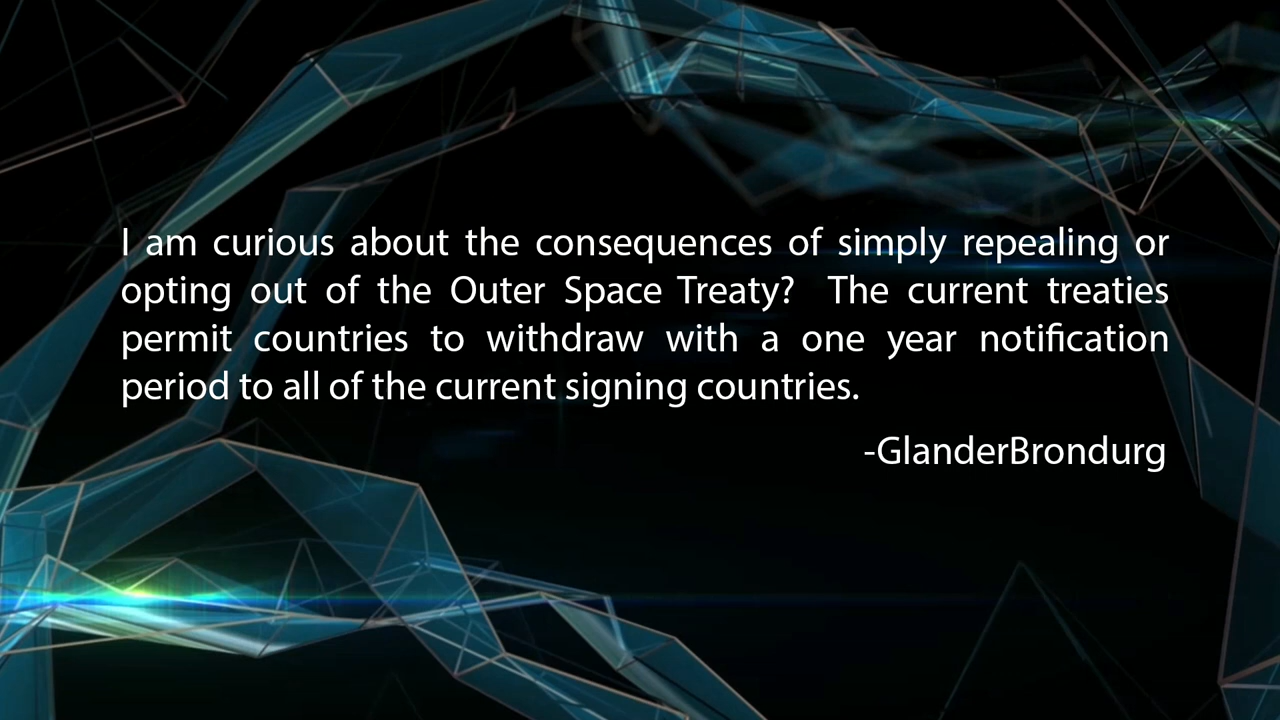 I am curious about the consequences of simply repealing or
opting out of the Outer Space Treaty? The current treaties
permit countries to withdraw with a one year notification
period to all of the current signing countries.
-GlanderBrondurg